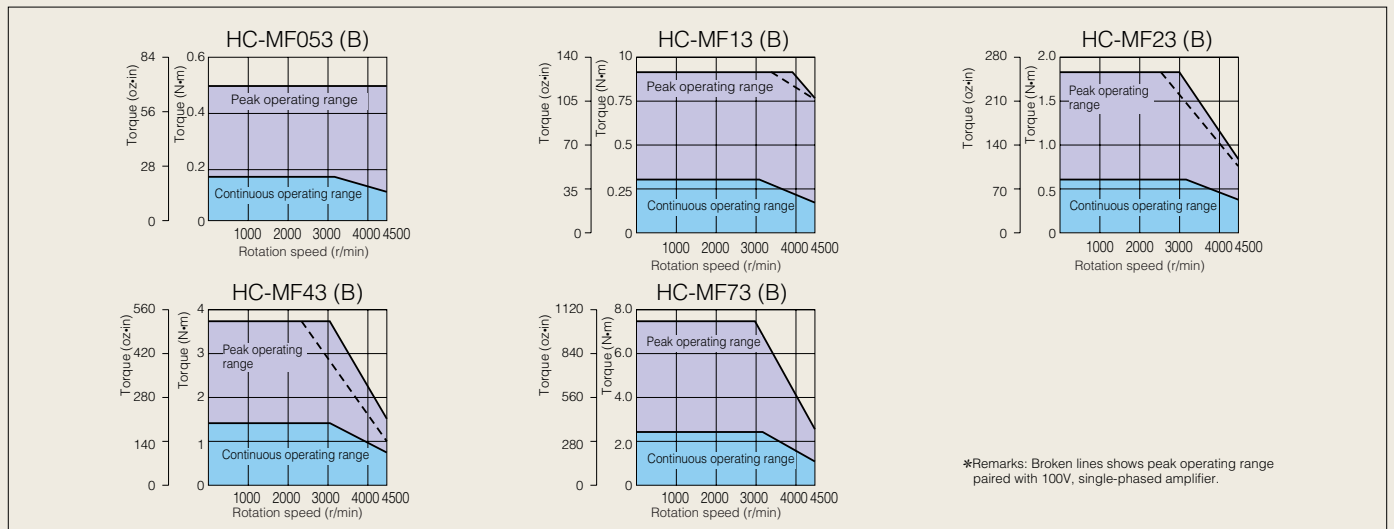 HC-MF053 (B)
84 0.6
56 0.4
28 0.2
0 0
Torque (oz•in)
Torque (N•m)
Peak operating range
Continuous operating range
1000 2000 3000 4000 4500
Rotation speed (r/min)
HC-MF13 (B)
140 10
105 0.75
70 0.5
35 0.25
0 0
Torque (oz•in)
Torque (N•m)
Peak operating range
Continuous operating range
1000 2000 3000 4000 4500
Rotation speed (r/min)
HC-MF23 (B)
280 2.0
210 1.5
140 1.0
70 0.5
0 0
Torque (oz•in)
Torque (N•m)
Peak operating
range
Continuous operating range
1000 2000 3000 4000 4500
Rotation speed (r/min)
HC-MF43 (B)
560 4
420 3
280 2
140 1
0 0
Torque (oz•in)
Torque (N•m)
Peak operating
range
Continuous operating range
1000 2000 3000 4000 4500
Rotation speed (r/min)
HC-MF73 (B)
1120 8.0
840 6.0
560 4.0
280 2.0
0 0
Torque (oz•in)
Torque (N•m)
Peak operating range
Continuous operating range
1000 2000 3000 4000 4500
Rotation speed (r/min)
*Remarks: Broken lines shows peak operating range
paired with 100V, single-phased amplifier.